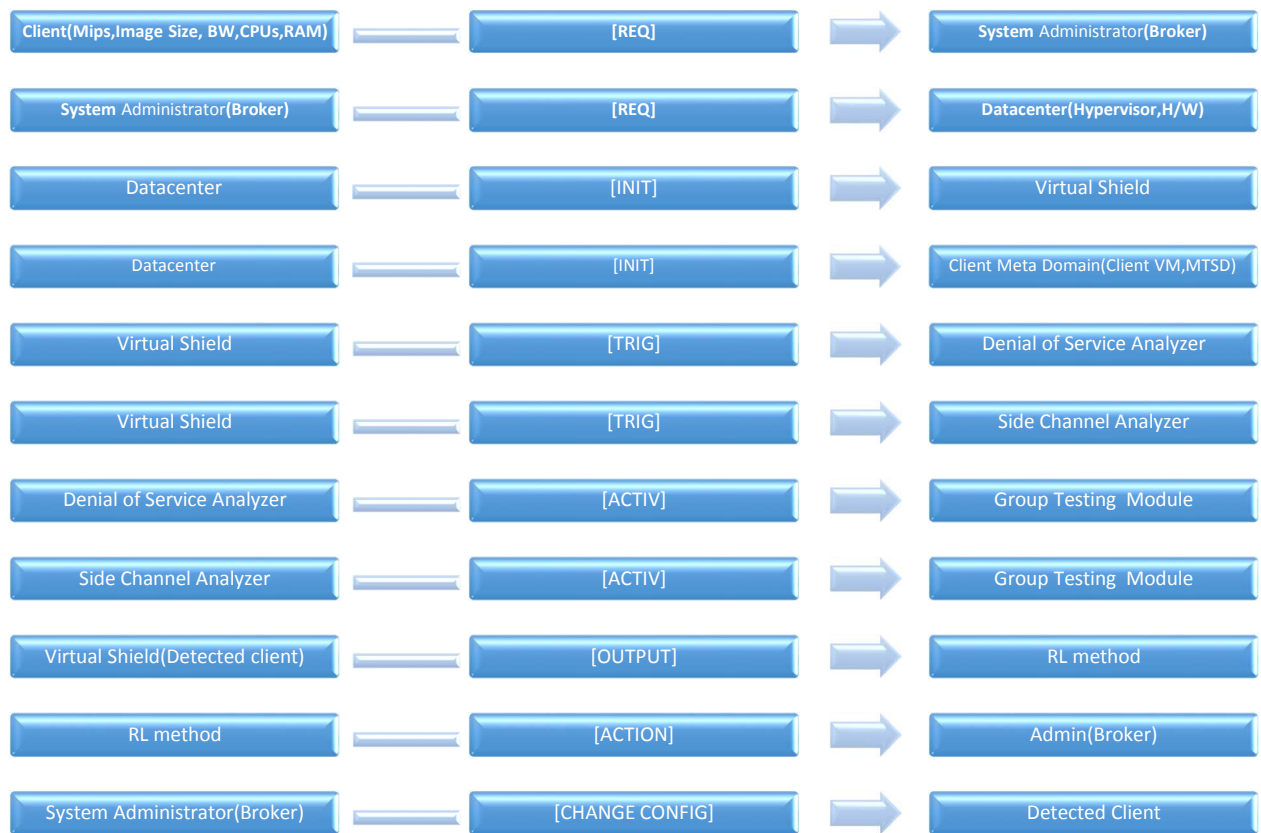 Client(Mips,Image Size, BW,CPUs,RAM) [REQ] System Administrator(Broker)
System Administrator(Broker) [REQ] Datacenter(Hypervisor,H/W)
Datacenter [INIT] Virtual Shield
Datacenter [INIT] Client Meta Domain(Client VM,MTSD)
Virtual Shield [TRIG] Denial of Service Analyzer
Virtual Shield [TRIG] Side Channel Analyzer
Denial of Service Analyzer [ACTIV] Group Testing Module
Side Channel Analyzer [ACTIV] Group Testing Module
Virtual Shield(Detected client) [OUTPUT] RL method
RL method [ACTION] Admin(Broker)
System Administrator(Broker) [CHANGE CONFIG] Detected Client